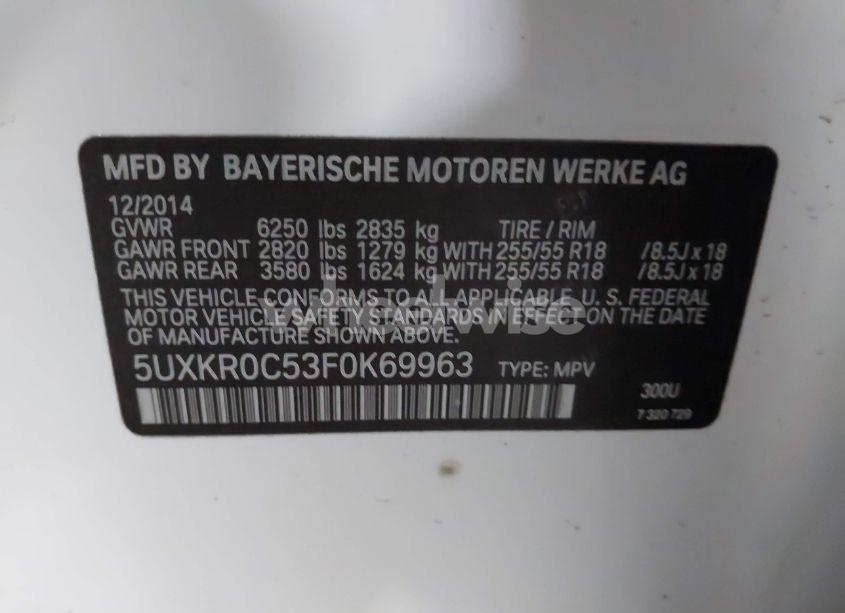 MFD BY BAYERISCHE MOTOREN WERKE AG
12/2014
GVWR 6250 lbs 2835 kg TIRE / RIM
GAWR FRONT 2820 lbs 1279 kg WITH 255/55 R18 /8.5J x 18
GAWR REAR 3580 lbs 1624 kg WITH 255/55 R18 /8.5J x 18
THIS VEHICLE CONFORMS TO ALL APPLICABLE U. S. FEDERAL
MOTOR VEHICLE SAFETY STANDARDS IN EFFECT ON THE DATE
OF MANUFACTURE SHOWN ABOVE.
wheelwise
5UXKR0C53F0K69963 TYPE: MPV
300U
7 320 729